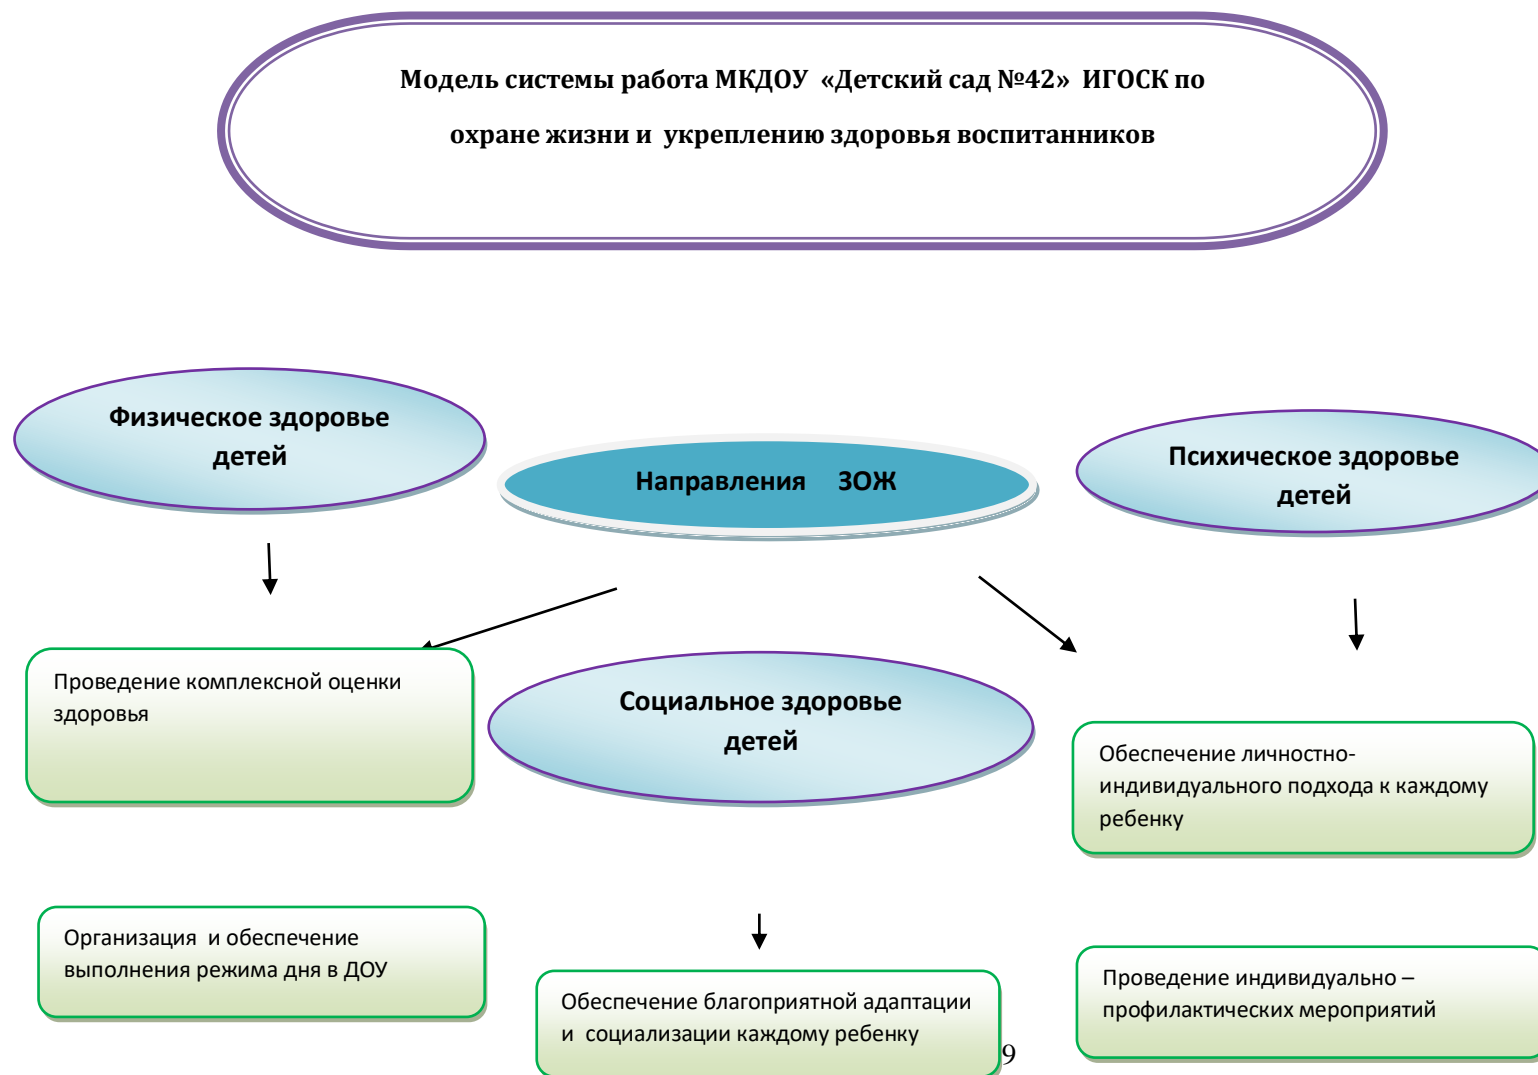 Модель системы работа МКДОУ «Детский сад №42» ИГОСК по
охране жизни и укреплению здоровья воспитанников
Физическое здоровье
детей
Направления ЗОЖ
Психическое здоровье
детей
Проведение комплексной оценки
здоровья
Социальное здоровье
детей
Обеспечение личностно-
индивидуального подхода к каждому
ребенку
Организация и обеспечение
выполнения режима дня в ДОУ
Обеспечение благоприятной адаптации
и социализации каждому ребенку
Проведение индивидуально –
профилактических мероприятий
9